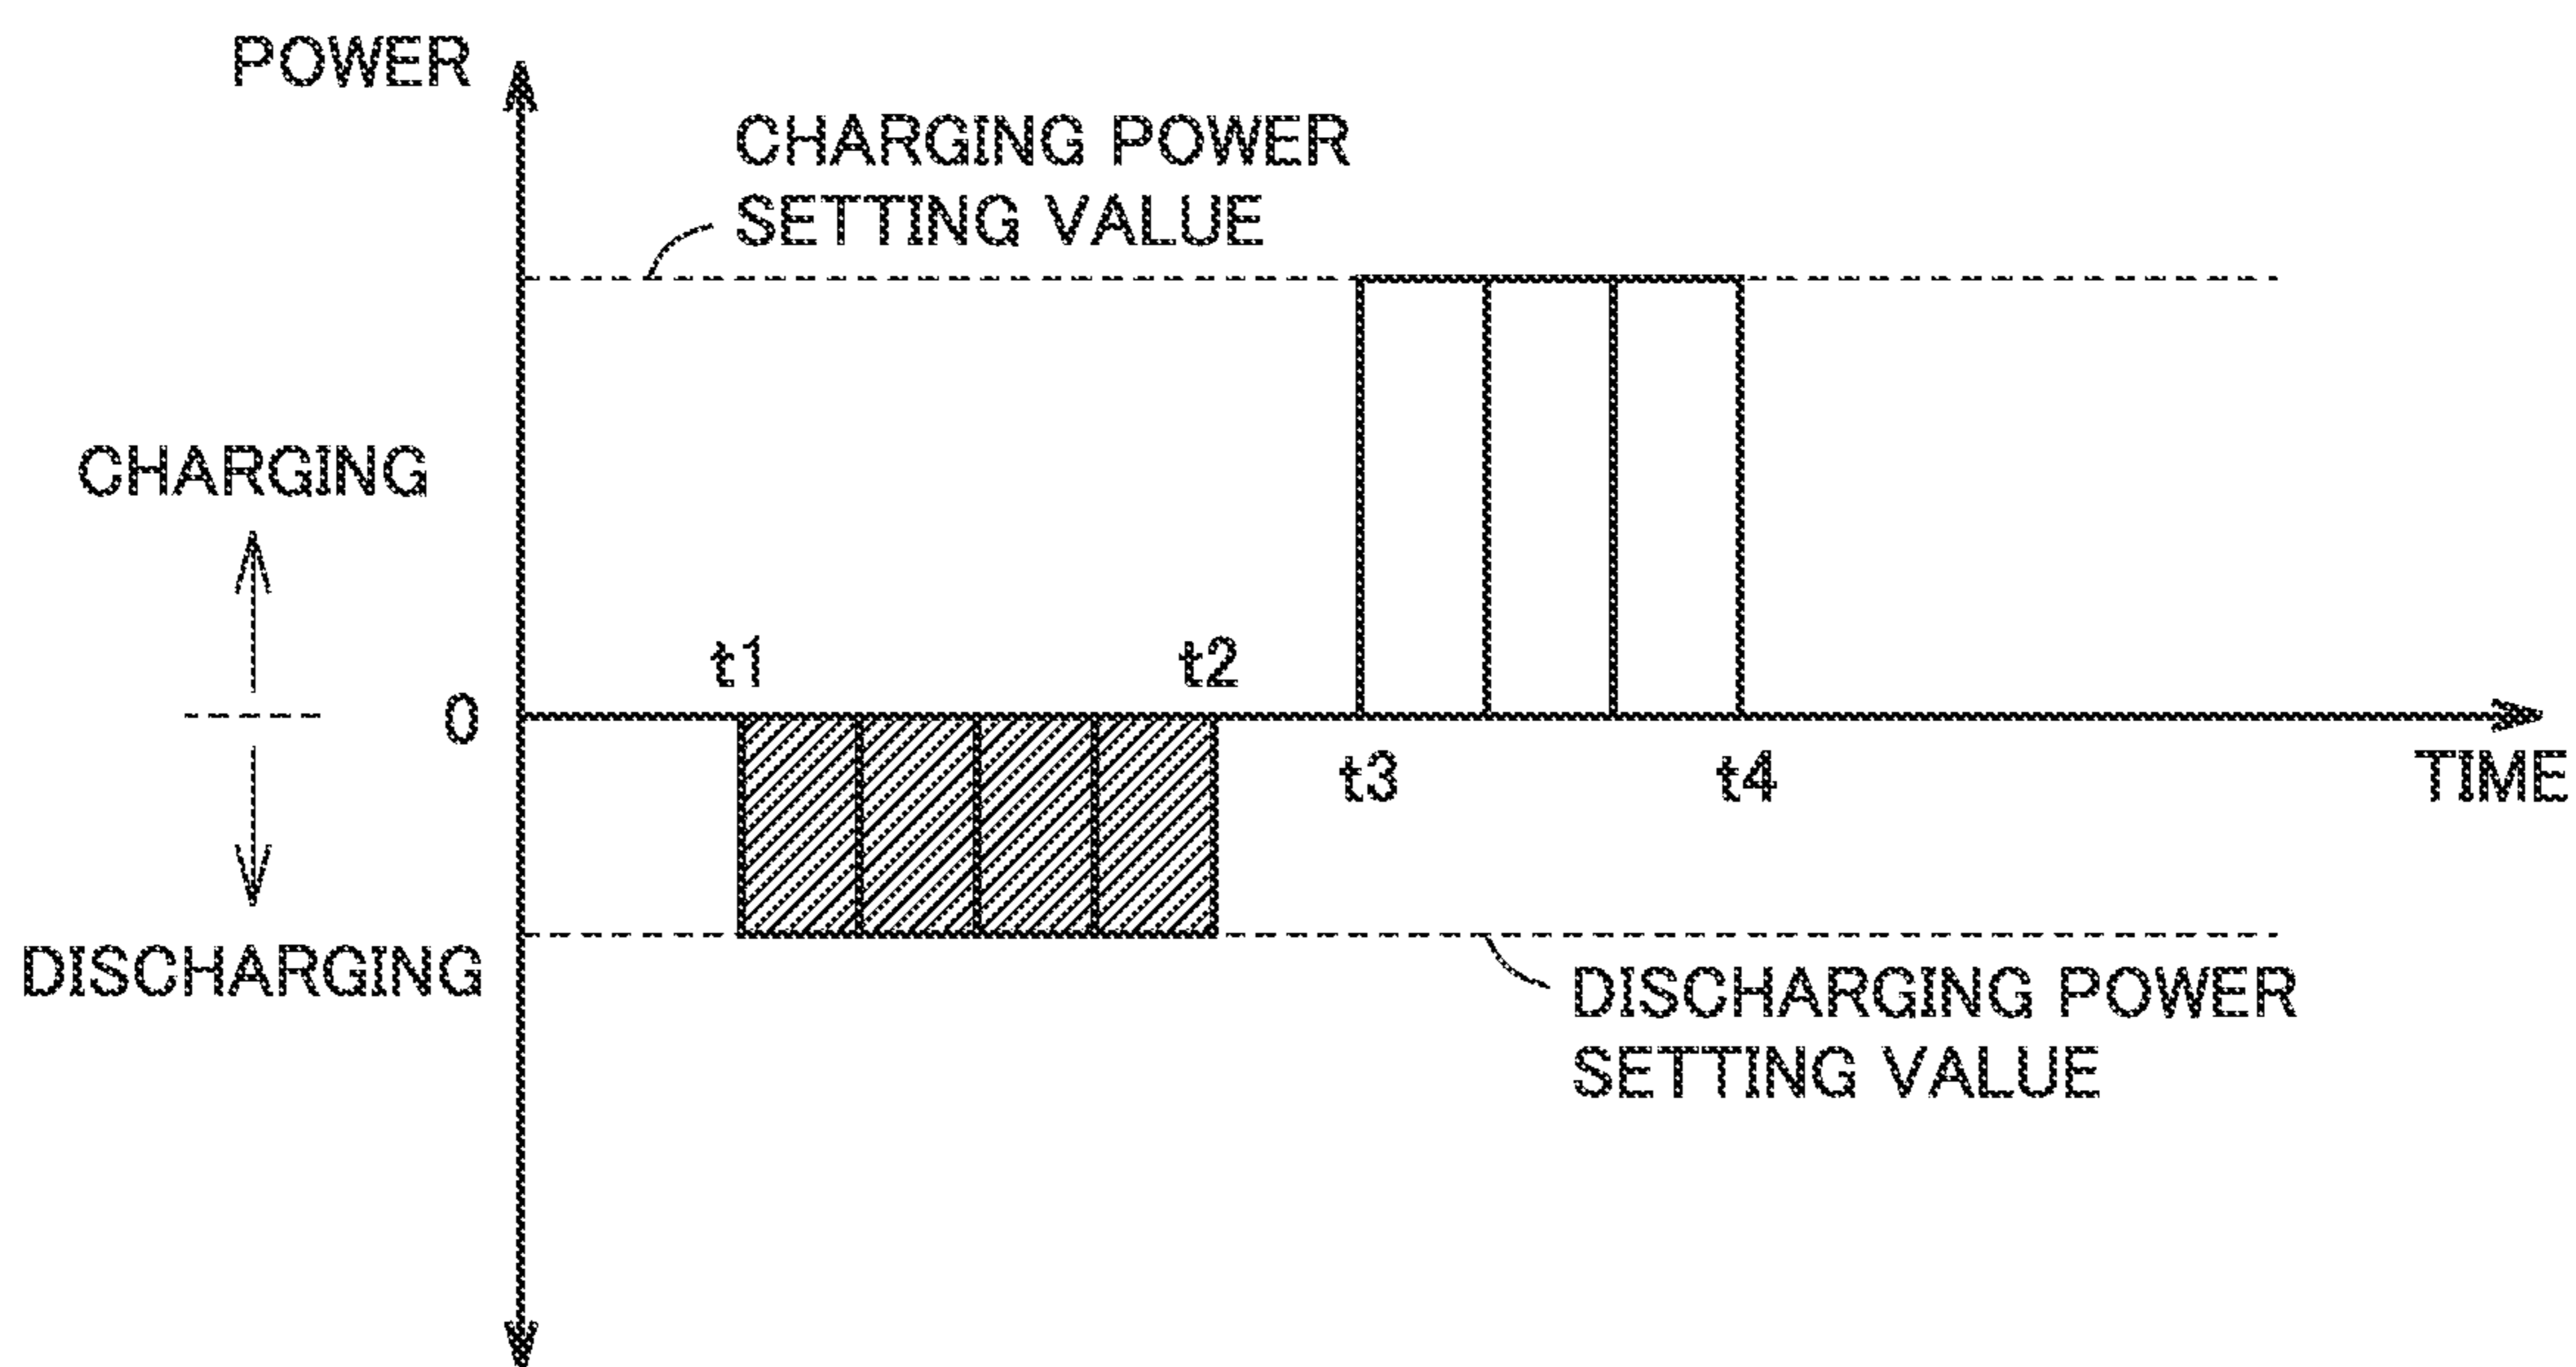 POWER
CHARGING POWER
SETTING VALUE
CHARGING
t1
t2
0
t3
t4
TIME
DISCHARGING
DISCHARGING POWER
SETTING VALUE